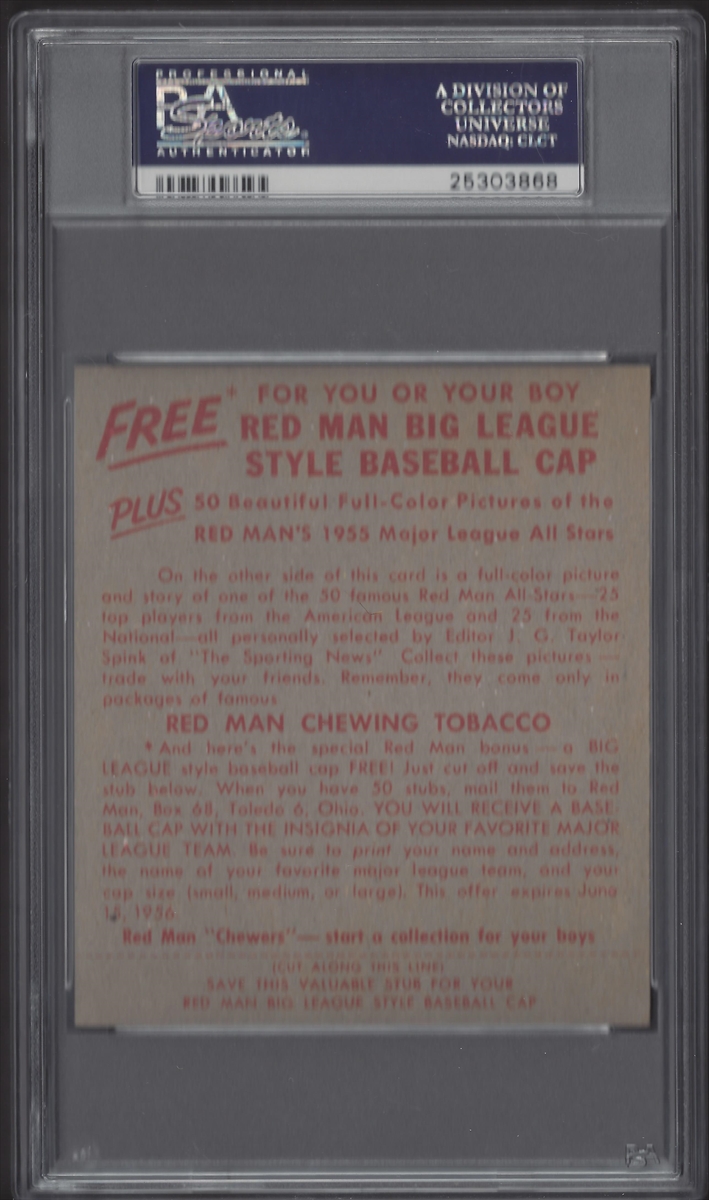 PROFESSIONAL
PSA
Sports
AUTHENTICATOR
A DIVISION OF
COLLECTORS
UNIVERSE
NASDAQ: CLCT
25303868
FREE* FOR YOU OR YOUR BOY
RED MAN BIG LEAGUE
STYLE BASEBALL CAP
PLUS 50 Beautiful Full-Color Pictures of the
RED MAN'S 1955 Major League All Stars
On the other side of this card is a full-color picture
and story of one of the 50 famous Red Man All-Stars—25
top players from the American League and 25 from the
National—all personally selected by Editor J. G. Taylor
Spink of "The Sporting News" Collect these pictures—
trade with your friends. Remember, they come only in
packages of famous
RED MAN CHEWING TOBACCO
*And here's the special Red Man bonus—a BIG
LEAGUE style baseball cap FREE! Just cut off and save the
stub below. When you have 50 stubs, mail them to Red
Man, Box 68, Toledo 6, Ohio. YOU WILL RECEIVE A BASE
BALL CAP WITH THE INSIGNIA OF YOUR FAVORITE MAJOR
LEAGUE TEAM. Be sure to print your name and address,
the name of your favorite major league team, and your
cap size (small, medium, or large). This offer expires June
15, 1956.
Red Man "Chewers"—start a collection for your boys
(CUT ALONG THIS LINE)
SAVE THIS VALUABLE STUB FOR YOUR
RED MAN BIG LEAGUE STYLE BASEBALL CAP
PSA